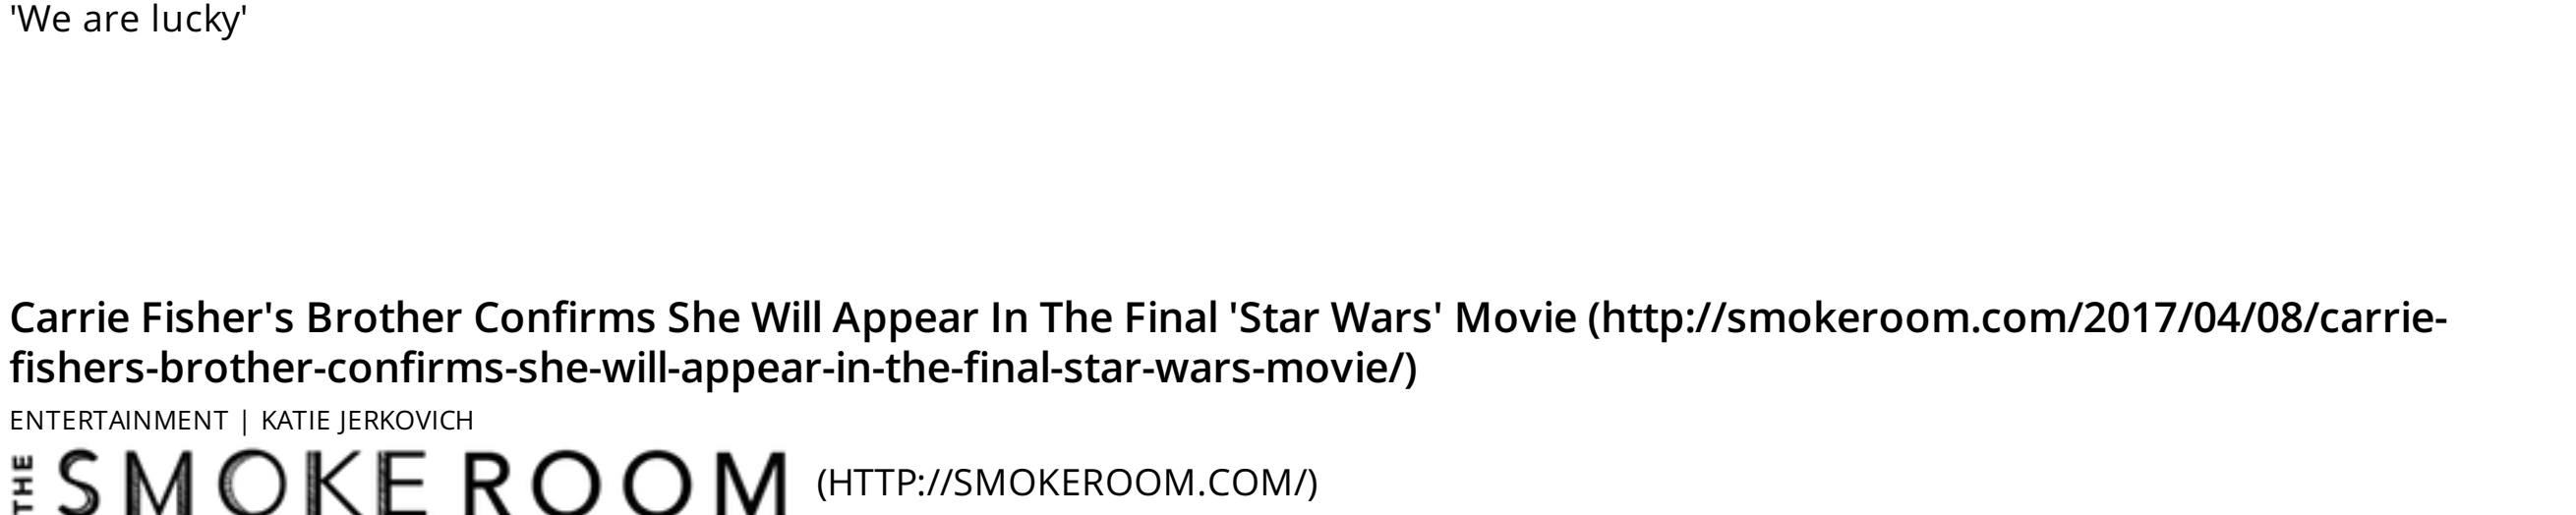 'We are lucky'
Carrie Fisher's Brother Confirms She Will Appear In The Final 'Star Wars' Movie (http://smokeroom.com/2017/04/08/carrie-
fishers-brother-confirms-she-will-appear-in-the-final-star-wars-movie/)
ENTERTAINMENT | KATIE JERKOVICH
THE SMOKE ROOM (HTTP://SMOKEROOM.COM/)